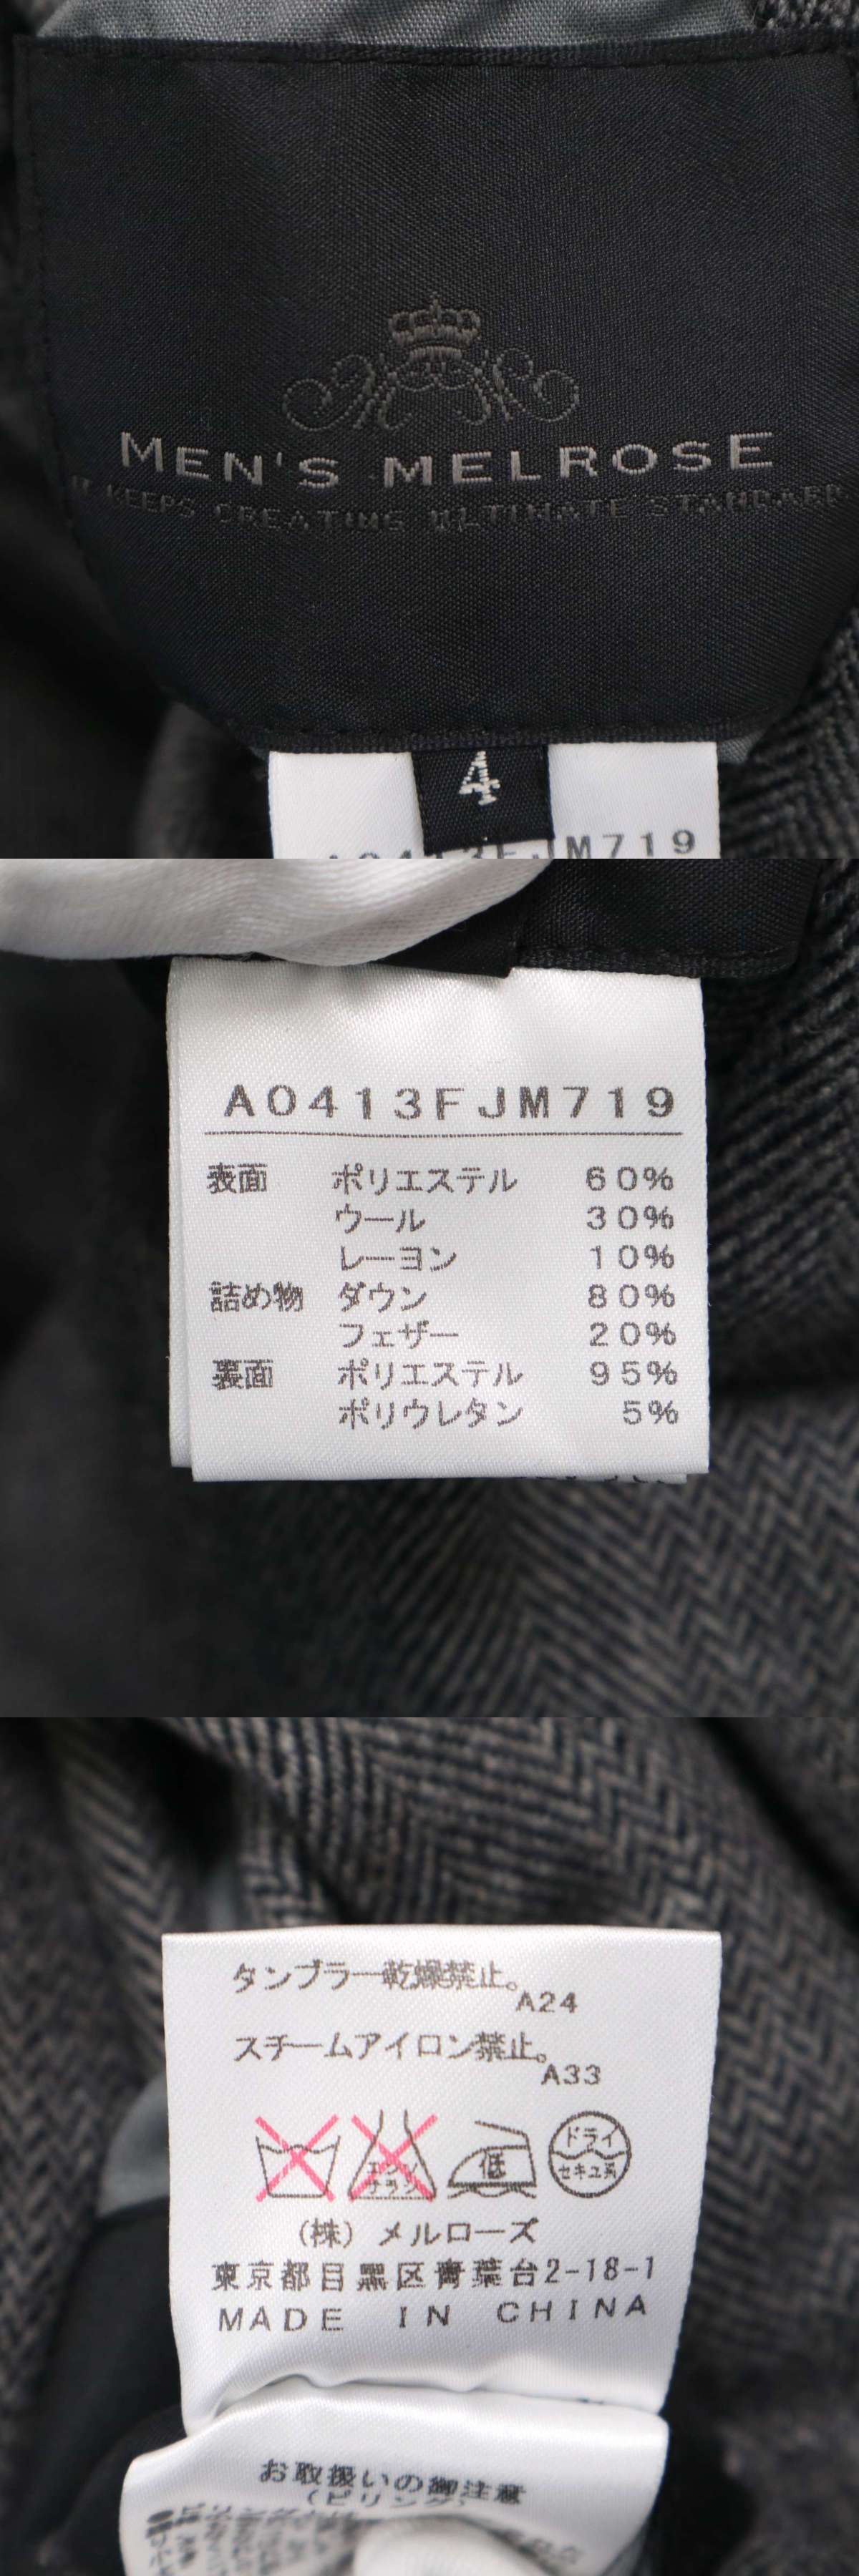 MEN'S MELROSE
IT KEEPS CREATING ULTIMATE STANDARD
4
A0413FJM719
A0413FJM719
表面 ポリエステル 60%
ウール 30%
レーヨン 10%
詰め物 ダウン 80%
フェザー 20%
裏面 ポリエステル 95%
ポリウレタン 5%
タンブラー乾燥禁止。
A24
スチームアイロン禁止。
A33
エンソ
サラシ
低
ドライ
セキユ系
(株) メルローズ
東京都目黒区青葉台2-18-1
MADE IN CHINA
お取扱いの御注意
(ピリング)